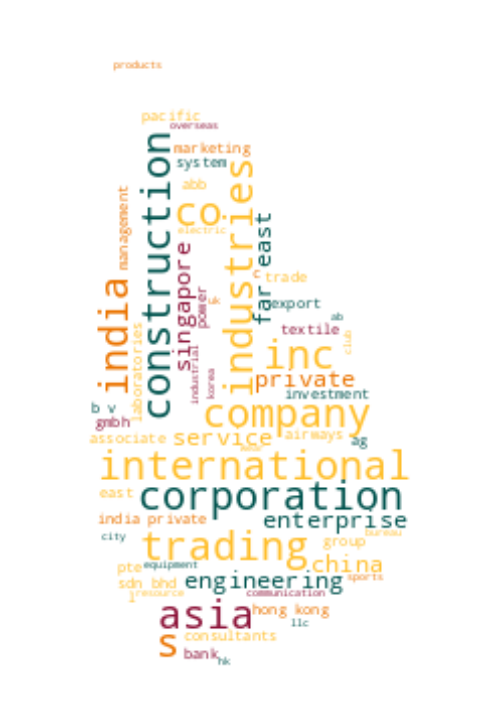 products
pacific
overseas
marketing
system
abb
co
electric
construction
industries
management
far east
singapore
c
trade
india
power
uk
export
ab
textile
club
laboratories
industrial
korea
inc
private
investment
b v
company
gmbh
associate
service
airways
ag
international
east
corporation
india private
enterprise
city
trading
bureau
group
pte
equipment
china
sdn bhd
engineering
sports
resource
communication
asia
hong kong
llc
s
consultants
bank
hk